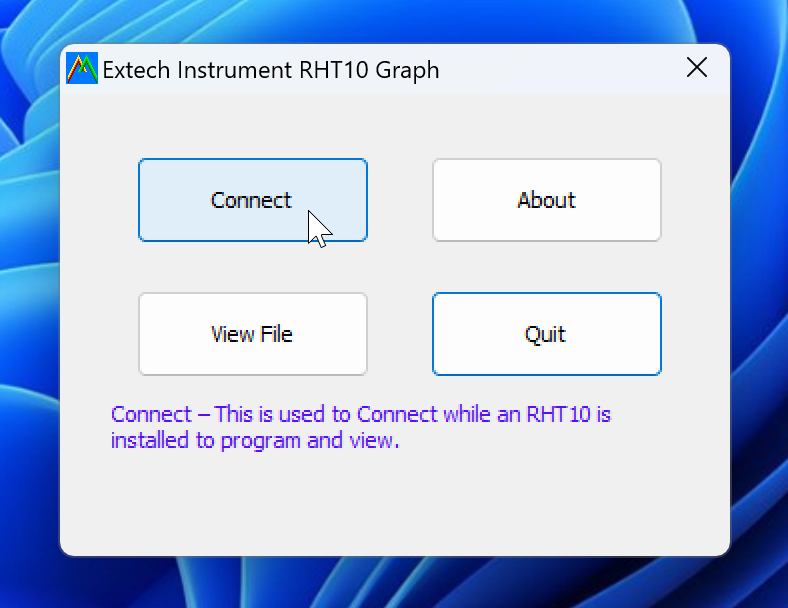 Extech Instrument RHT10 Graph
Connect
About
View File
Quit
Connect – This is used to Connect while an RHT10 is
installed to program and view.